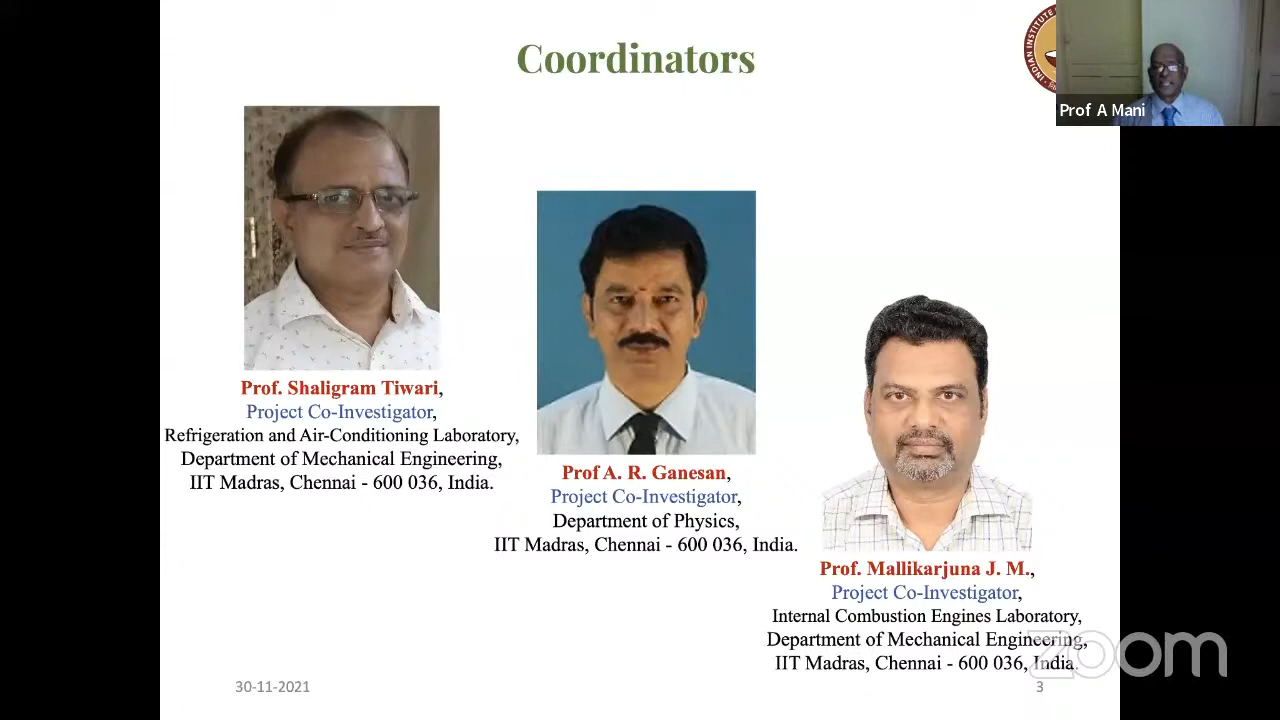 Coordinators
INDIAN INSTITUTE
Prof A Mani
Prof. Shaligram Tiwari,
Project Co-Investigator,
Refrigeration and Air-Conditioning Laboratory,
Department of Mechanical Engineering,
IIT Madras, Chennai - 600 036, India.
Prof A. R. Ganesan,
Project Co-Investigator,
Department of Physics,
IIT Madras, Chennai - 600 036, India.
Prof. Mallikarjuna J. M.,
Project Co-Investigator,
Internal Combustion Engines Laboratory,
Department of Mechanical Engineering,
IIT Madras, Chennai - 600 036, India.
zoom
30-11-2021
3